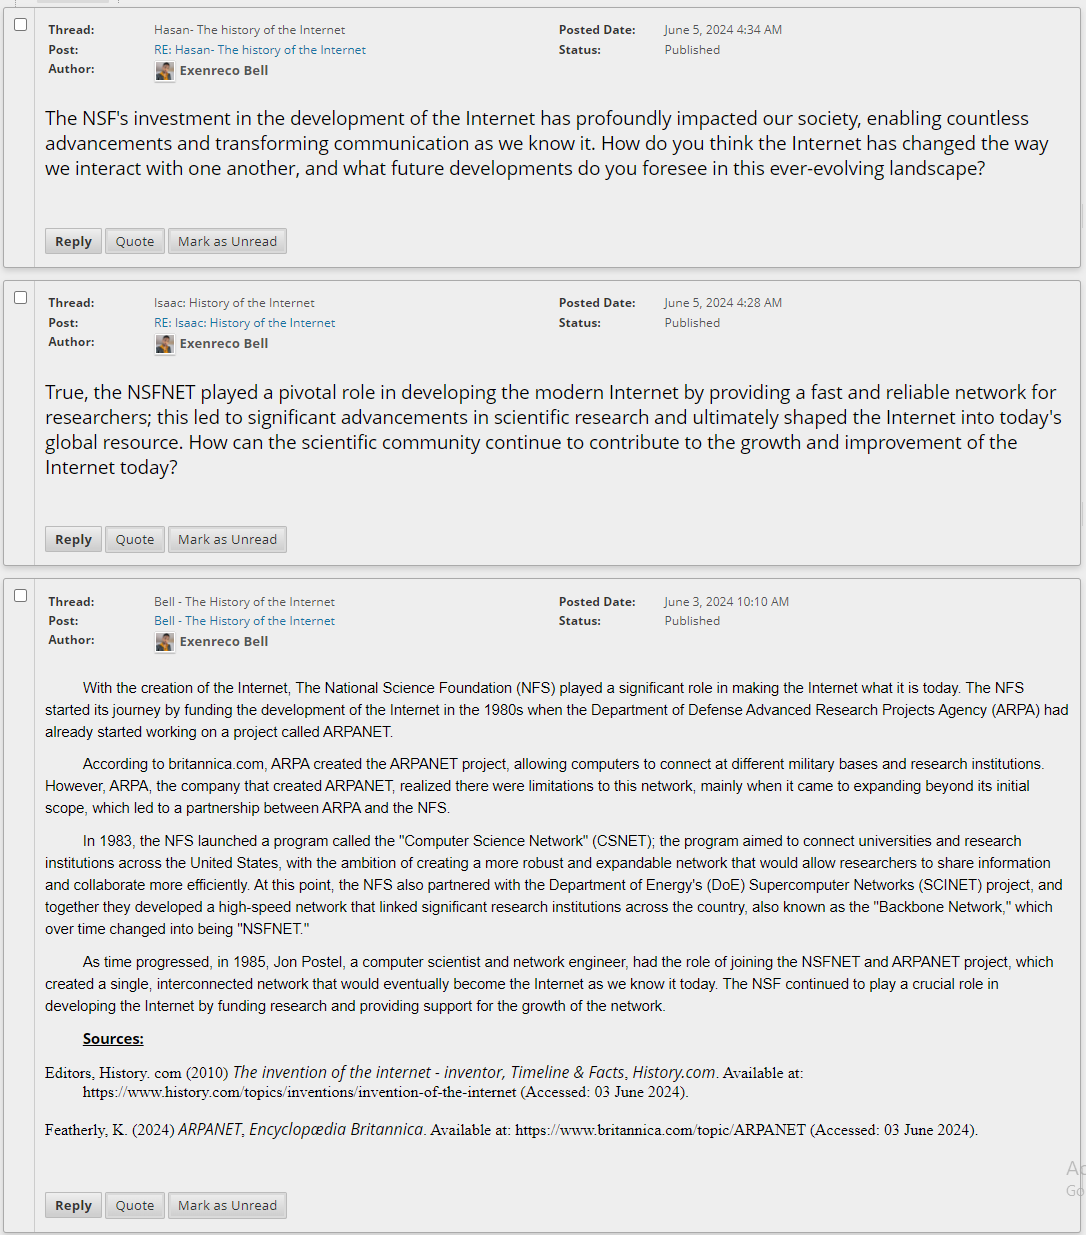 Thread: Hasan- The history of the Internet Posted Date: June 5, 2024 4:34 AM
Post: RE: Hasan- The history of the Internet Status: Published
Author: Exenreco Bell
The NSF's investment in the development of the Internet has profoundly impacted our society, enabling countless
advancements and transforming communication as we know it. How do you think the Internet has changed the way
we interact with one another, and what future developments do you foresee in this ever-evolving landscape?
Reply Quote Mark as Unread
Thread: Isaac: History of the Internet Posted Date: June 5, 2024 4:28 AM
Post: RE: Isaac: History of the Internet Status: Published
Author: Exenreco Bell
True, the NSFNET played a pivotal role in developing the modern Internet by providing a fast and reliable network for
researchers; this led to significant advancements in scientific research and ultimately shaped the Internet into today's
global resource. How can the scientific community continue to contribute to the growth and improvement of the
Internet today?
Reply Quote Mark as Unread
Thread: Bell - The History of the Internet Posted Date: June 3, 2024 10:10 AM
Post: Bell - The History of the Internet Status: Published
Author: Exenreco Bell
With the creation of the Internet, The National Science Foundation (NFS) played a significant role in making the Internet what it is today. The NFS
started its journey by funding the development of the Internet in the 1980s when the Department of Defense Advanced Research Projects Agency (ARPA) had
already started working on a project called ARPANET.
According to britannica.com, ARPA created the ARPANET project, allowing computers to connect at different military bases and research institutions.
However, ARPA, the company that created ARPANET, realized there were limitations to this network, mainly when it came to expanding beyond its initial
scope, which led to a partnership between ARPA and the NFS.
In 1983, the NFS launched a program called the "Computer Science Network" (CSNET); the program aimed to connect universities and research
institutions across the United States, with the ambition of creating a more robust and expandable network that would allow researchers to share information
and collaborate more efficiently. At this point, the NFS also partnered with the Department of Energy's (DoE) Supercomputer Networks (SCINET) project, and
together they developed a high-speed network that linked significant research institutions across the country, also known as the "Backbone Network," which
over time changed into being "NSFNET."
As time progressed, in 1985, Jon Postel, a computer scientist and network engineer, had the role of joining the NSFNET and ARPANET project, which
created a single, interconnected network that would eventually become the Internet as we know it today. The NSF continued to play a crucial role in
developing the Internet by funding research and providing support for the growth of the network.
Sources:
Editors, History. com (2010) The invention of the internet - inventor, Timeline & Facts, History.com. Available at:
https://www.history.com/topics/inventions/invention-of-the-internet (Accessed: 03 June 2024).
Featherly, K. (2024) ARPANET, Encyclopædia Britannica. Available at: https://www.britannica.com/topic/ARPANET (Accessed: 03 June 2024).
Reply Quote Mark as Unread